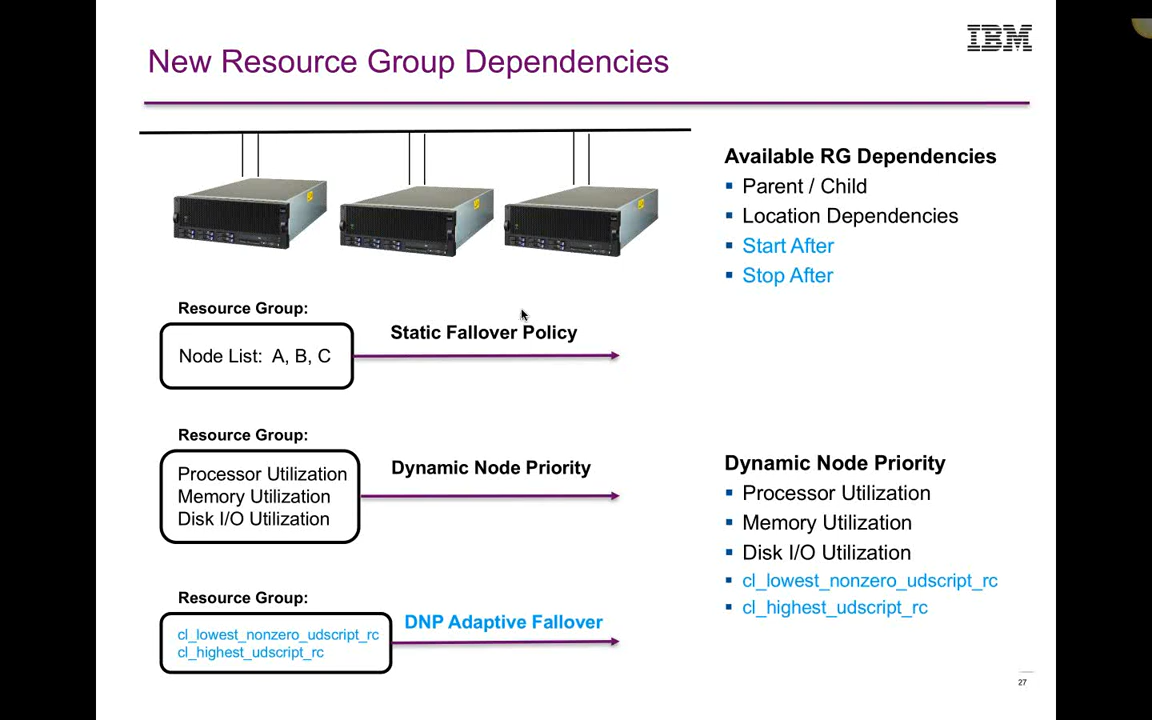 IBM
New Resource Group Dependencies
Available RG Dependencies
Parent / Child
Location Dependencies
Start After
Stop After
Resource Group:
Node List: A, B, C
Static Fallover Policy
Resource Group:
Processor Utilization
Memory Utilization
Disk I/O Utilization
Dynamic Node Priority
Dynamic Node Priority
Processor Utilization
Memory Utilization
Disk I/O Utilization
cl_lowest_nonzero_udscript_rc
cl_highest_udscript_rc
Resource Group:
cl_lowest_nonzero_udscript_rc
cl_highest_udscript_rc
DNP Adaptive Fallover
27